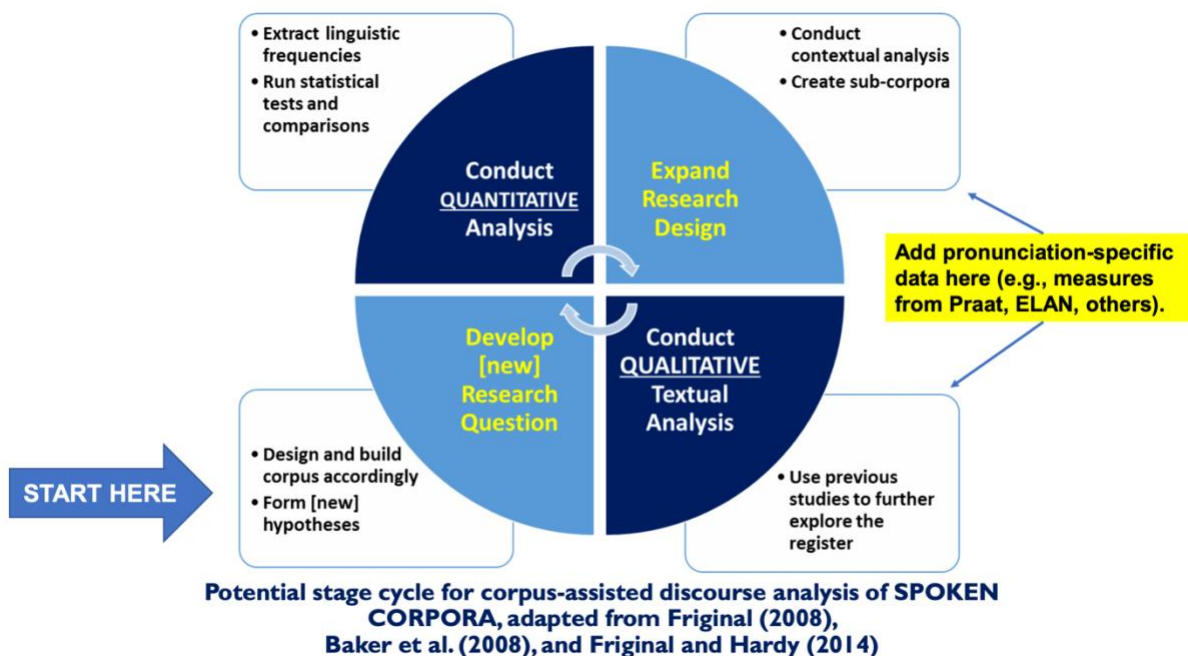 • Extract linguistic
frequencies
• Run statistical
tests and
comparisons
• Conduct
contextual analysis
• Create sub-corpora
Conduct
QUANTITATIVE
Analysis
Expand
Research
Design
Add pronunciation-specific
data here (e.g., measures
from Praat, ELAN, others).
Develop
[new]
Research
Question
Conduct
QUALITATIVE
Textual
Analysis
START HERE
• Design and build
corpus accordingly
• Form [new]
hypotheses
• Use previous
studies to further
explore the
register
Potential stage cycle for corpus-assisted discourse analysis of SPOKEN
CORPORA, adapted from Friginal (2008),
Baker et al. (2008), and Friginal and Hardy (2014)